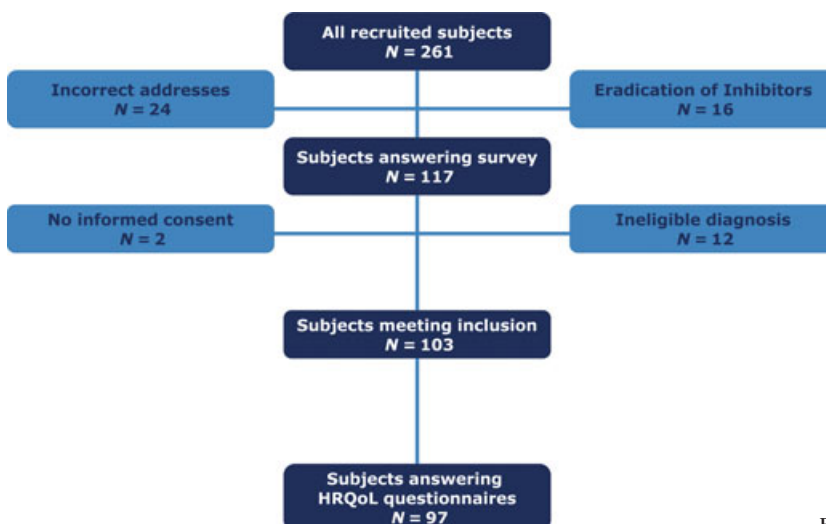 All recruited subjects
N = 261
Incorrect addresses
N = 24
Eradication of Inhibitors
N = 16
Subjects answering survey
N = 117
No informed consent
N = 2
Ineligible diagnosis
N = 12
Subjects meeting inclusion
N = 103
Subjects answering
HRQoL questionnaires
N = 97